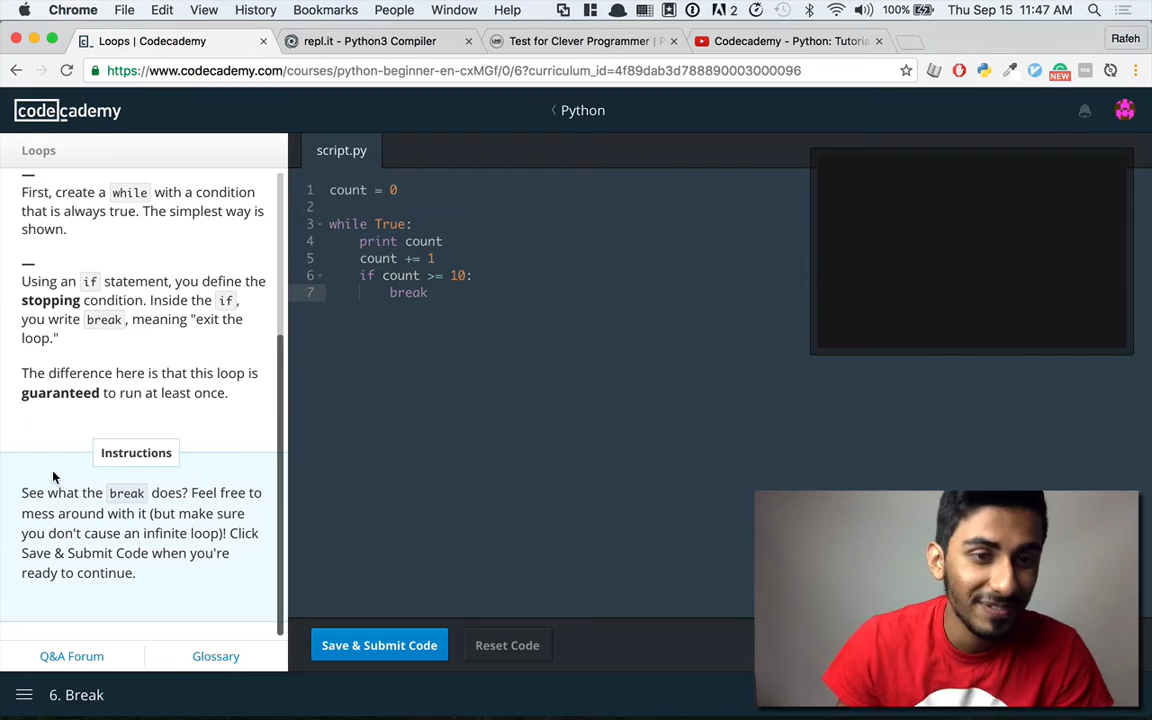 Chrome File Edit View History Bookmarks People Window Help 2 100% Thu Sep 15 11:47 AM
Loops | Codecademy
repl.it - Python3 Compiler
Test for Clever Programmer | P
Codecademy - Python: Tutoria
Rafeh
https://www.codecademy.com/courses/python-beginner-en-cxMGf/0/6?curriculum_id=4f89dab3d788890003000096
NEW
codecademy
Python
Loops
First, create a while with a condition
that is always true. The simplest way is
shown.
Using an if statement, you define the
stopping condition. Inside the if,
you write break, meaning "exit the
loop."
The difference here is that this loop is
guaranteed to run at least once.
Instructions
See what the break does? Feel free to
mess around with it (but make sure
you don't cause an infinite loop)! Click
Save & Submit Code when you're
ready to continue.
Q&A Forum
Glossary
script.py
1 count = 0
2
3 while True:
4 print count
5 count += 1
6 if count >= 10:
7 break
Save & Submit Code
Reset Code
6. Break